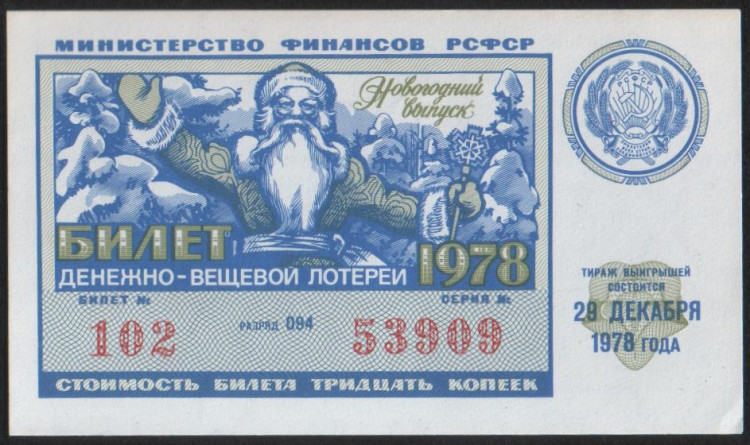 МИНИСТЕРСТВО ФИНАНСОВ РСФСР
Новогодний
выпуск
БИЛЕТ 1978
ДЕНЕЖНО-ВЕЩЕВОЙ ЛОТЕРЕИ
БИЛЕТ № СЕРИЯ №
102 РАЗРЯД 094 53909
СТОИМОСТЬ БИЛЕТА ТРИДЦАТЬ КОПЕЕК
ТИРАЖ ВЫИГРЫШЕЙ
СОСТОИТСЯ
29 ДЕКАБРЯ
1978 ГОДА